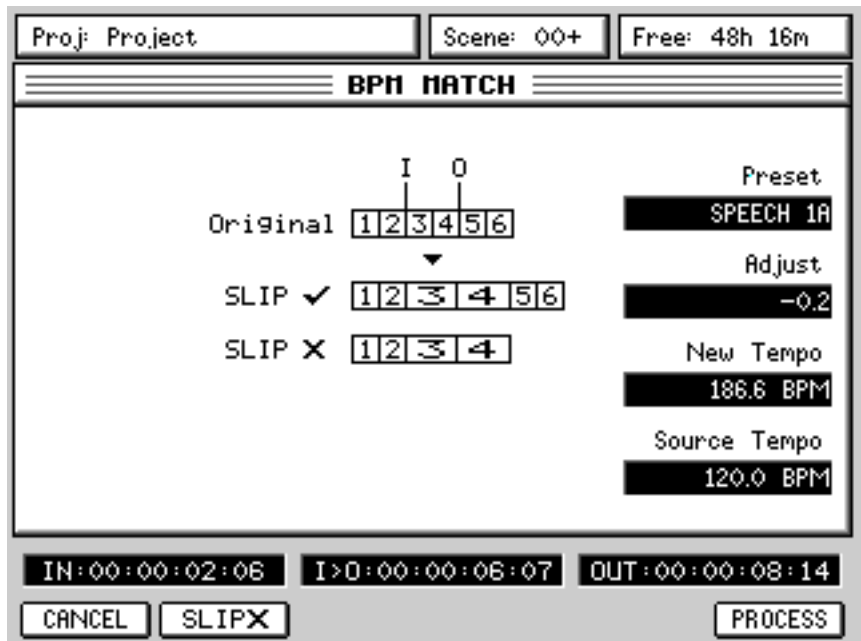 Proj: Project
Scene: 00+
Free: 48h 16m
BPM MATCH
I O
Original 1 2 3 4 5 6
SLIP ✓ 1 2 3 4 5 6
SLIP X 1 2 3 4
Preset
SPEECH 1A
Adjust
-0.2
New Tempo
186.6 BPM
Source Tempo
120.0 BPM
IN:00:00:02:06
I>O:00:00:06:07
OUT:00:00:08:14
CANCEL
SLIPX
PROCESS